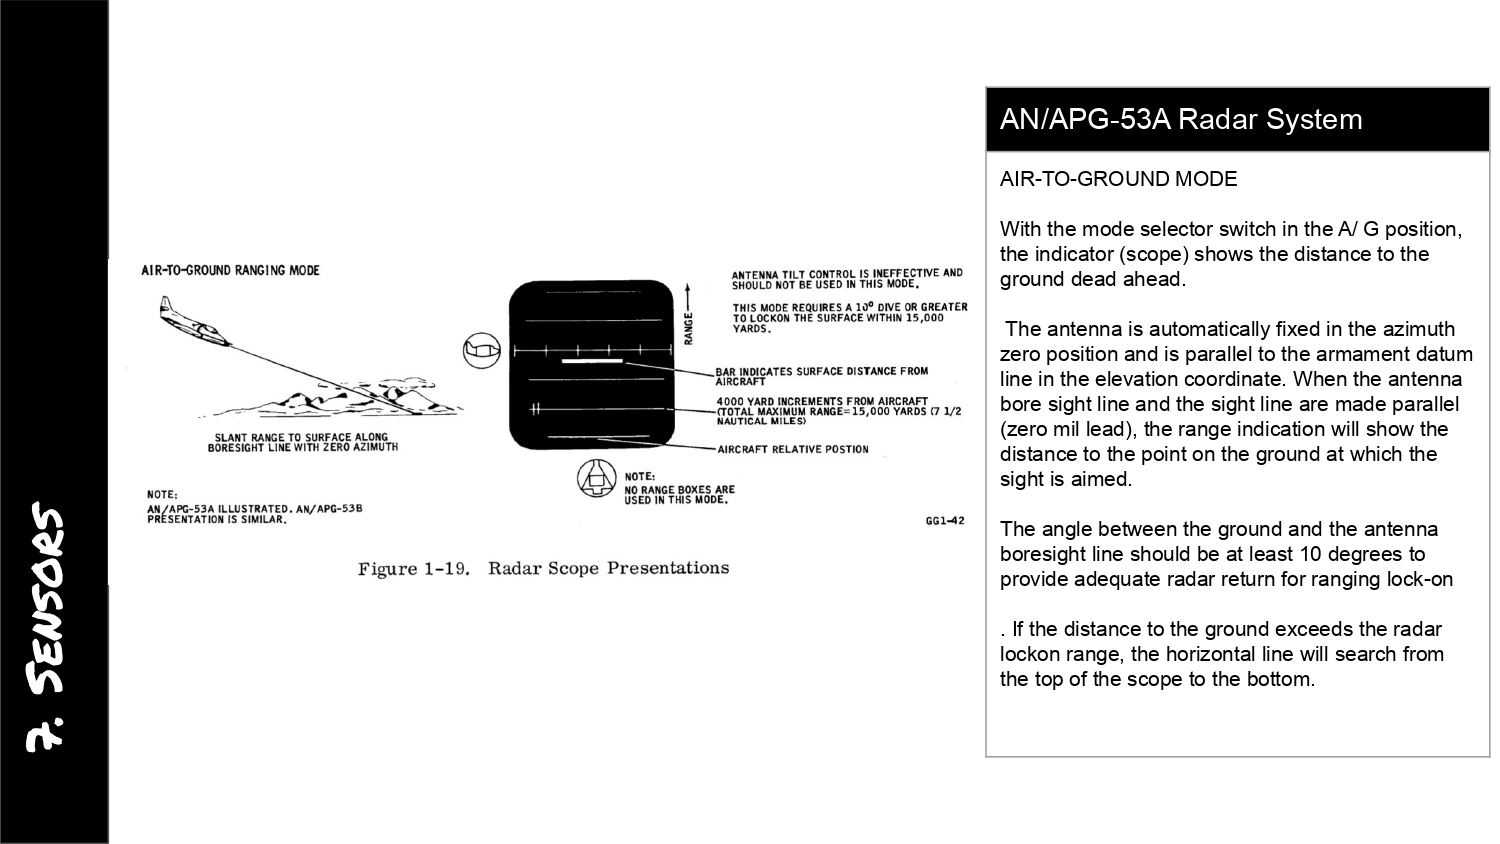 7. SENSORS
AIR-TO-GROUND RANGING MODE
SLANT RANGE TO SURFACE ALONG
BORESIGHT LINE WITH ZERO AZIMUTH
NOTE:
AN/APG-53A ILLUSTRATED. AN/APG-53B
PRESENTATION IS SIMILAR.
RANGE
ANTENNA TILT CONTROL IS INEFFECTIVE AND
SHOULD NOT BE USED IN THIS MODE.
THIS MODE REQUIRES A 10° DIVE OR GREATER
TO LOCKON THE SURFACE WITHIN 15,000
YARDS.
BAR INDICATES SURFACE DISTANCE FROM
AIRCRAFT
4000 YARD INCREMENTS FROM AIRCRAFT
(TOTAL MAXIMUM RANGE=15,000 YARDS (7 1/2
NAUTICAL MILES)
AIRCRAFT RELATIVE POSTION
NOTE:
NO RANGE BOXES ARE
USED IN THIS MODE.
GG1-42
Figure 1-19. Radar Scope Presentations
AN/APG-53A Radar System
AIR-TO-GROUND MODE
With the mode selector switch in the A/ G position,
the indicator (scope) shows the distance to the
ground dead ahead.
The antenna is automatically fixed in the azimuth
zero position and is parallel to the armament datum
line in the elevation coordinate. When the antenna
bore sight line and the sight line are made parallel
(zero mil lead), the range indication will show the
distance to the point on the ground at which the
sight is aimed.
The angle between the ground and the antenna
boresight line should be at least 10 degrees to
provide adequate radar return for ranging lock-on
. If the distance to the ground exceeds the radar
lockon range, the horizontal line will search from
the top of the scope to the bottom.